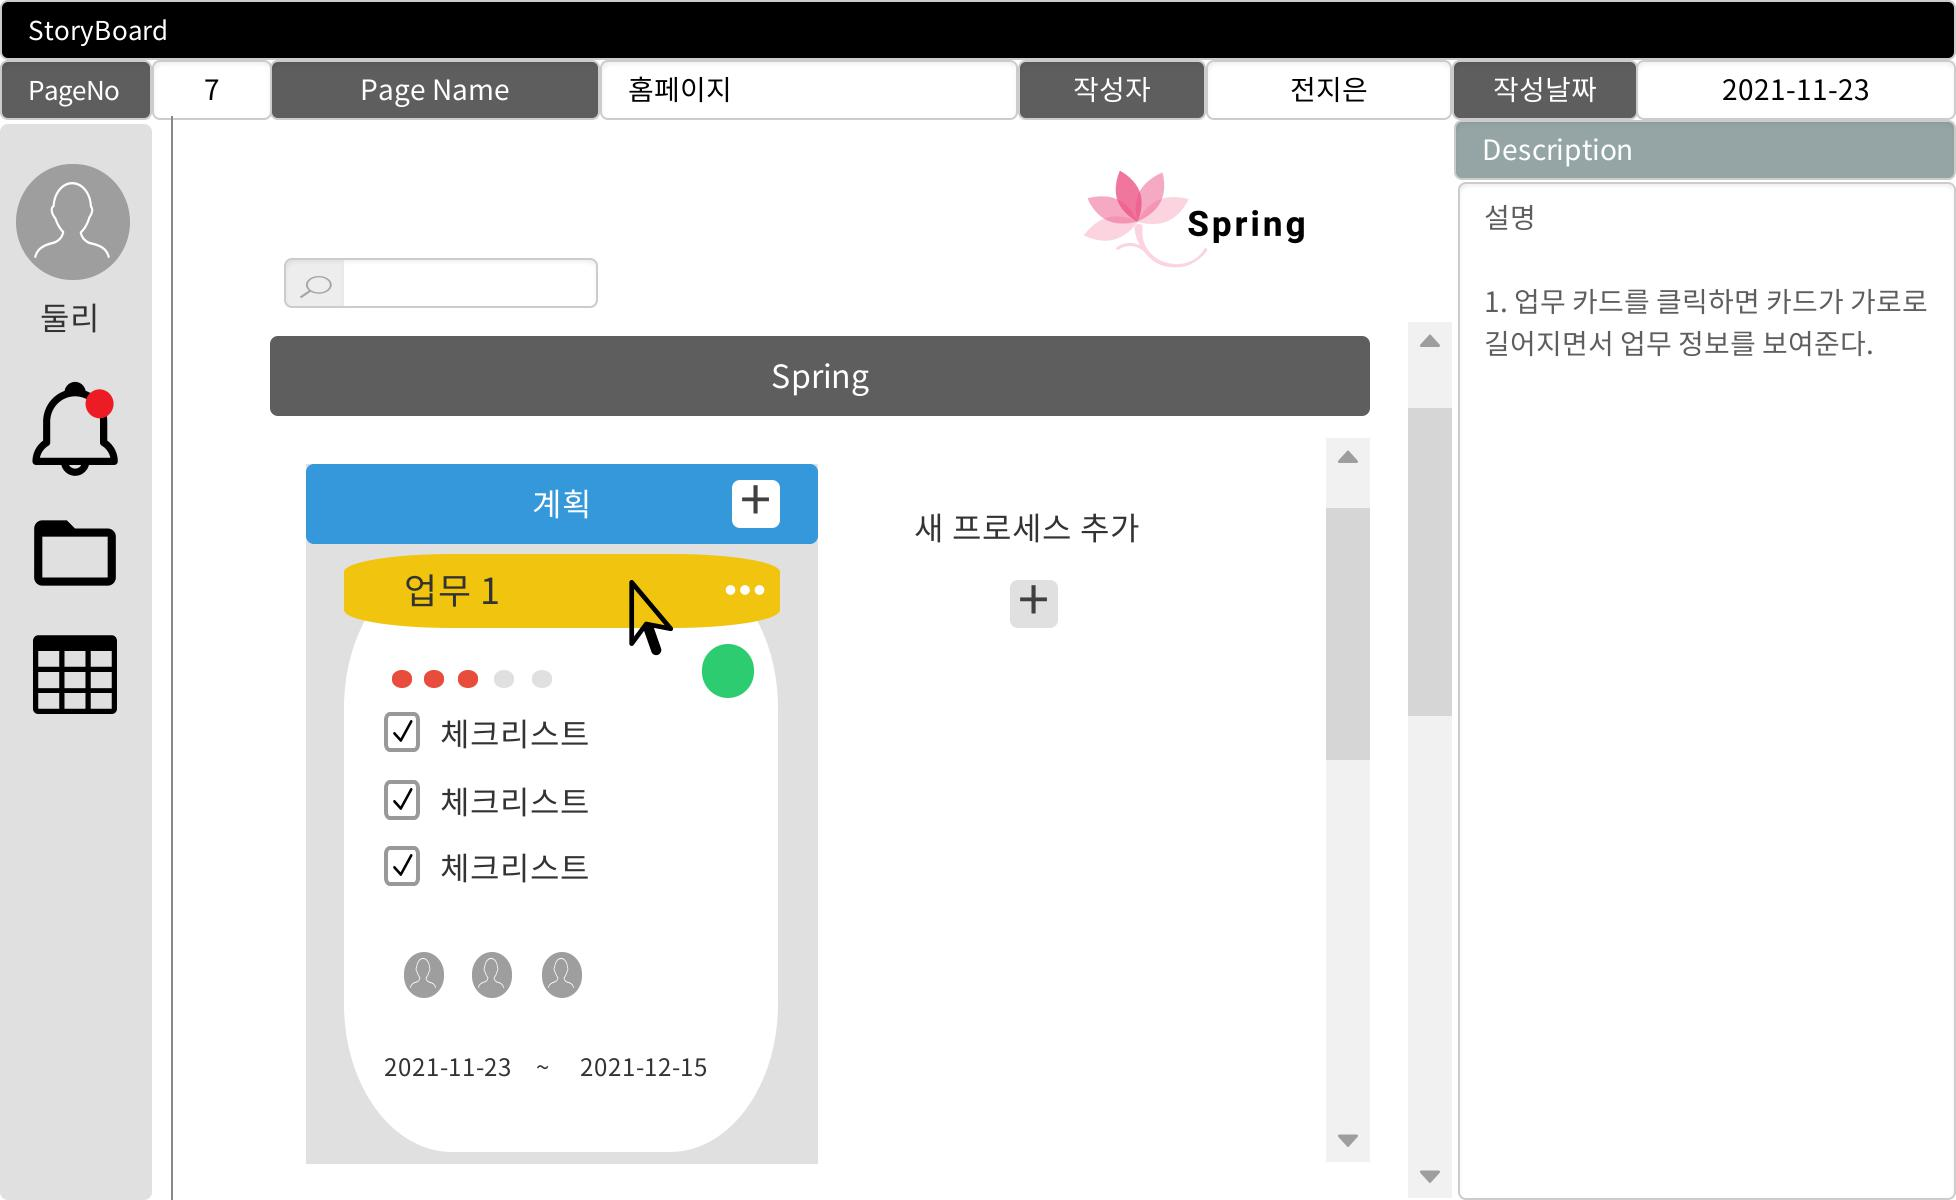 StoryBoard
PageNo
7
Page Name
홈페이지
작성자
전지은
작성날짜
2021-11-23
Description
설명
1. 업무 카드를 클릭하면 카드가 가로로
길어지면서 업무 정보를 보여준다.
둘리
Spring
Spring
계획
새 프로세스 추가
업무 1
체크리스트
체크리스트
체크리스트
2021-11-23 ~ 2021-12-15